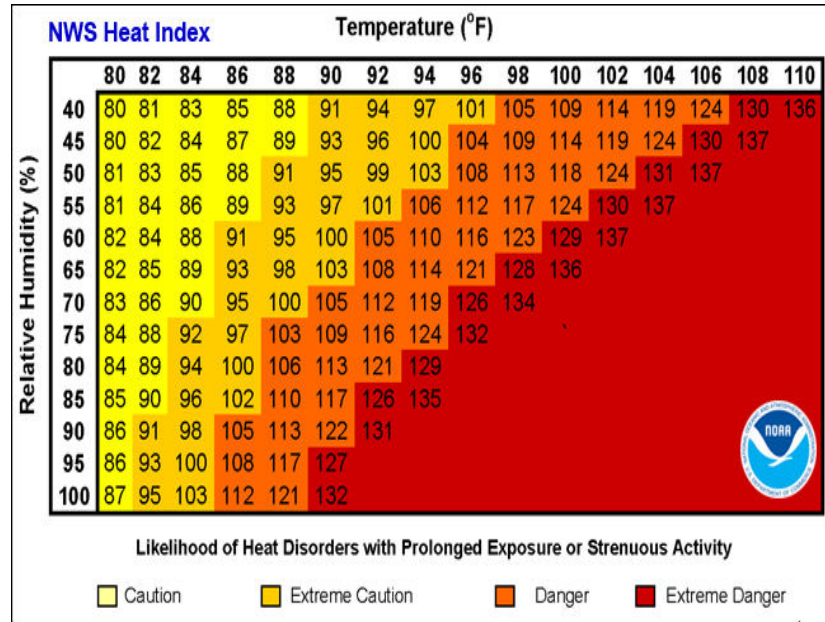 NWS Heat Index
Temperature (°F)
80 82 84 86 88 90 92 94 96 98 100 102 104 106 108 110
40 80 81 83 85 88 91 94 97 101 105 109 114 119 124 130 136
45 80 82 84 87 89 93 96 100 104 109 114 119 124 130 137
50 81 83 85 88 91 95 99 103 108 113 118 124 131 137
55 81 84 86 89 93 97 101 106 112 117 124 130 137
60 82 84 88 91 95 100 105 110 116 123 129 137
65 82 85 89 93 98 103 108 114 121 128 136
70 83 86 90 95 100 105 112 119 126 134
75 84 88 92 97 103 109 116 124 132
80 84 89 94 100 106 113 121 129
85 85 90 96 102 110 117 126 135
90 86 91 98 105 113 122 131
95 86 93 100 108 117 127
100 87 95 103 112 121 132
Relative Humidity (%)
NOAA
Likelihood of Heat Disorders with Prolonged Exposure or Strenuous Activity
Caution Extreme Caution Danger Extreme Danger